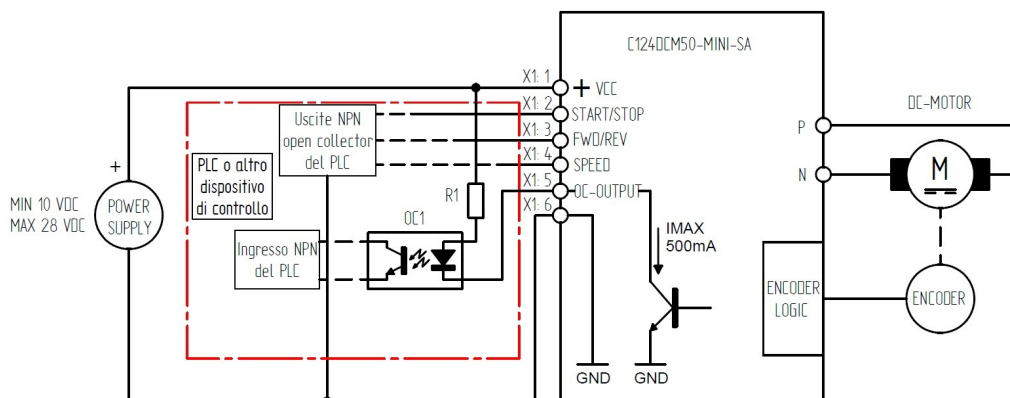 C124DCM50-MINI-SA
X1: 1
+ VCC
X1: 2
START/STOP
X1: 3
FWD/REV
X1: 4
SPEED
X1: 5
OC-OUTPUT
X1: 6
Uscite NPN
open collector
del PLC
PLC o altro
dispositivo
di controllo
R1
OC1
Ingresso NPN
del PLC
+
MIN 10 VDC
MAX 28 VDC
POWER
SUPPLY
IMAX
500mA
GND
GND
DC-MOTOR
P
N
M
ENCODER
LOGIC
ENCODER